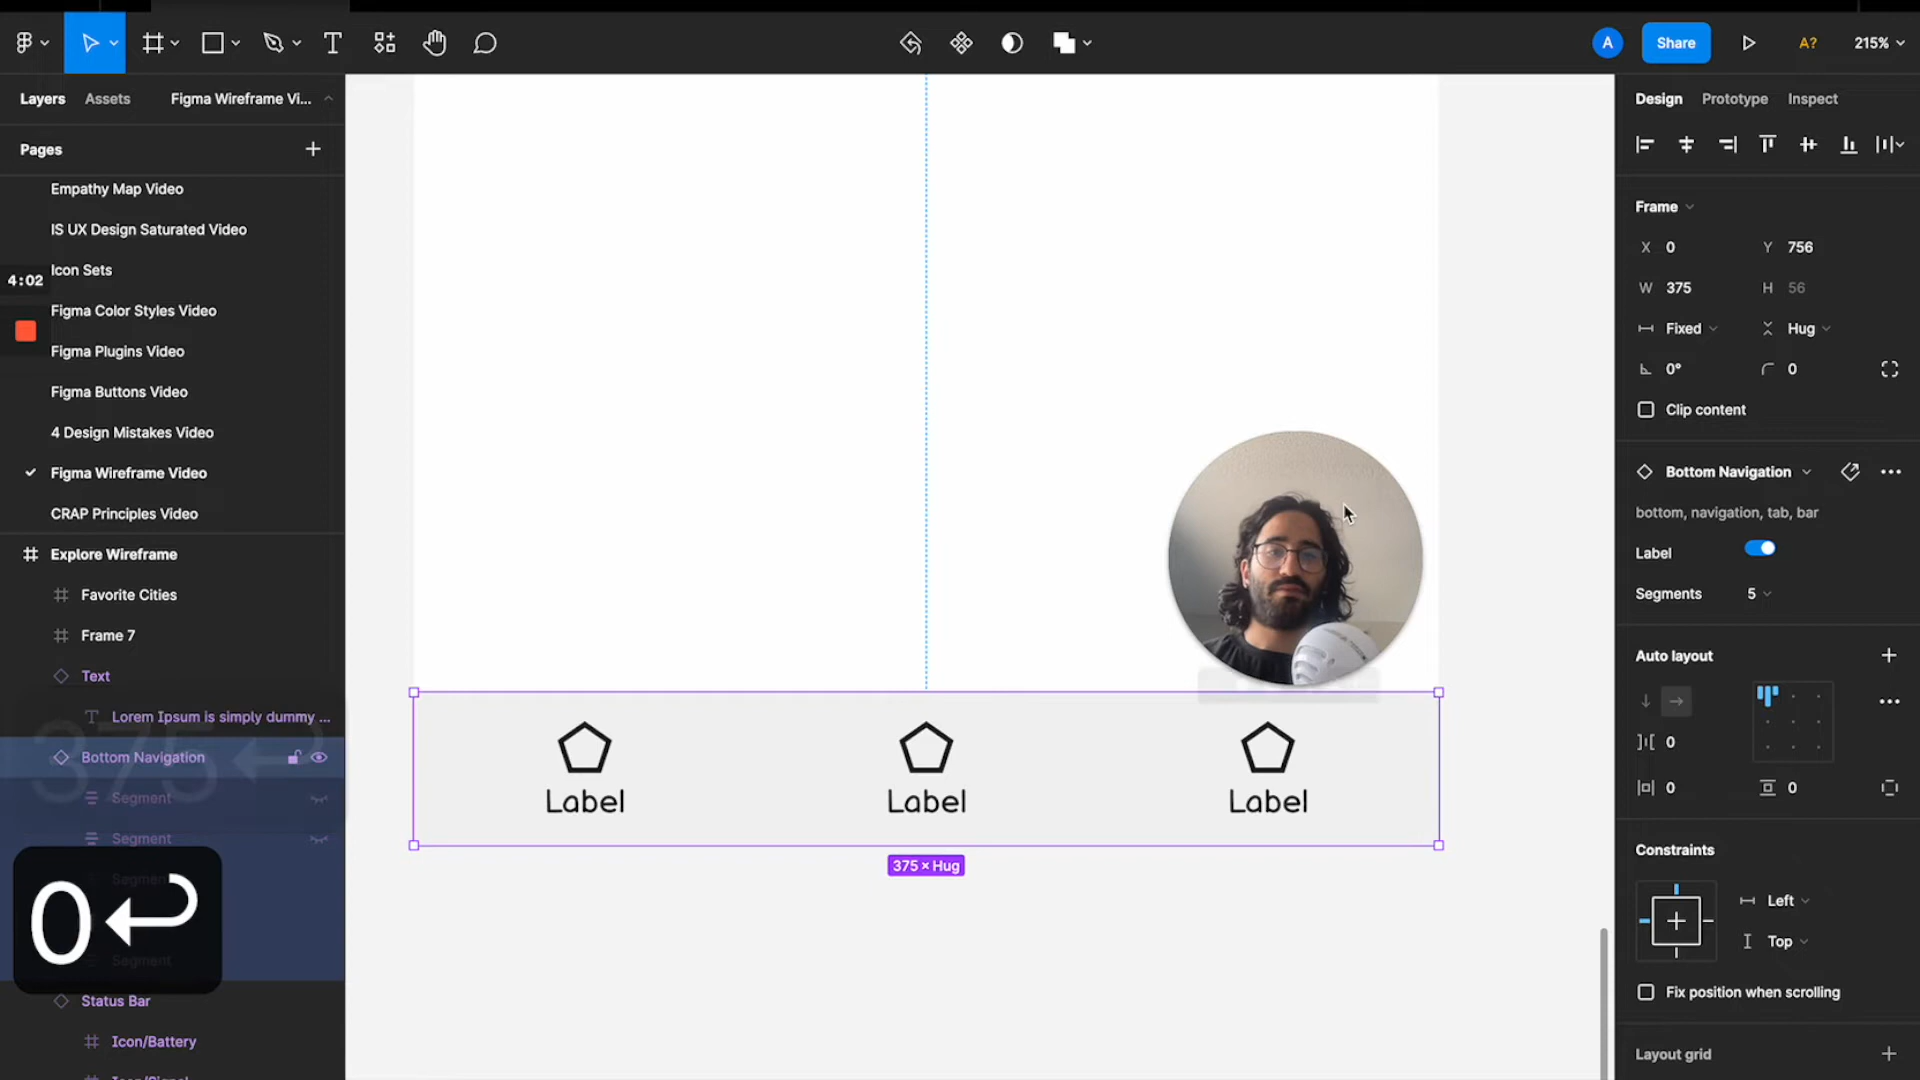 A
Share
A?
215%
Layers
Assets
Figma Wireframe Vi...
Pages
Empathy Map Video
IS UX Design Saturated Video
Icon Sets
4:02
Figma Color Styles Video
Figma Plugins Video
Figma Buttons Video
4 Design Mistakes Video
Figma Wireframe Video
CRAP Principles Video
Explore Wireframe
Favorite Cities
Frame 7
Text
Lorem Ipsum is simply dummy ...
375
Bottom Navigation
Segment
Segment
Segment
0
Segment
Status Bar
Icon/Battery
Label
Label
Label
375 × Hug
Design
Prototype
Inspect
Frame
X 0
Y 756
W 375
H 56
Fixed
Hug
0°
0
Clip content
Bottom Navigation
bottom, navigation, tab, bar
Label
Segments
5
Auto layout
0
0
0
Constraints
Left
Top
Fix position when scrolling
Layout grid